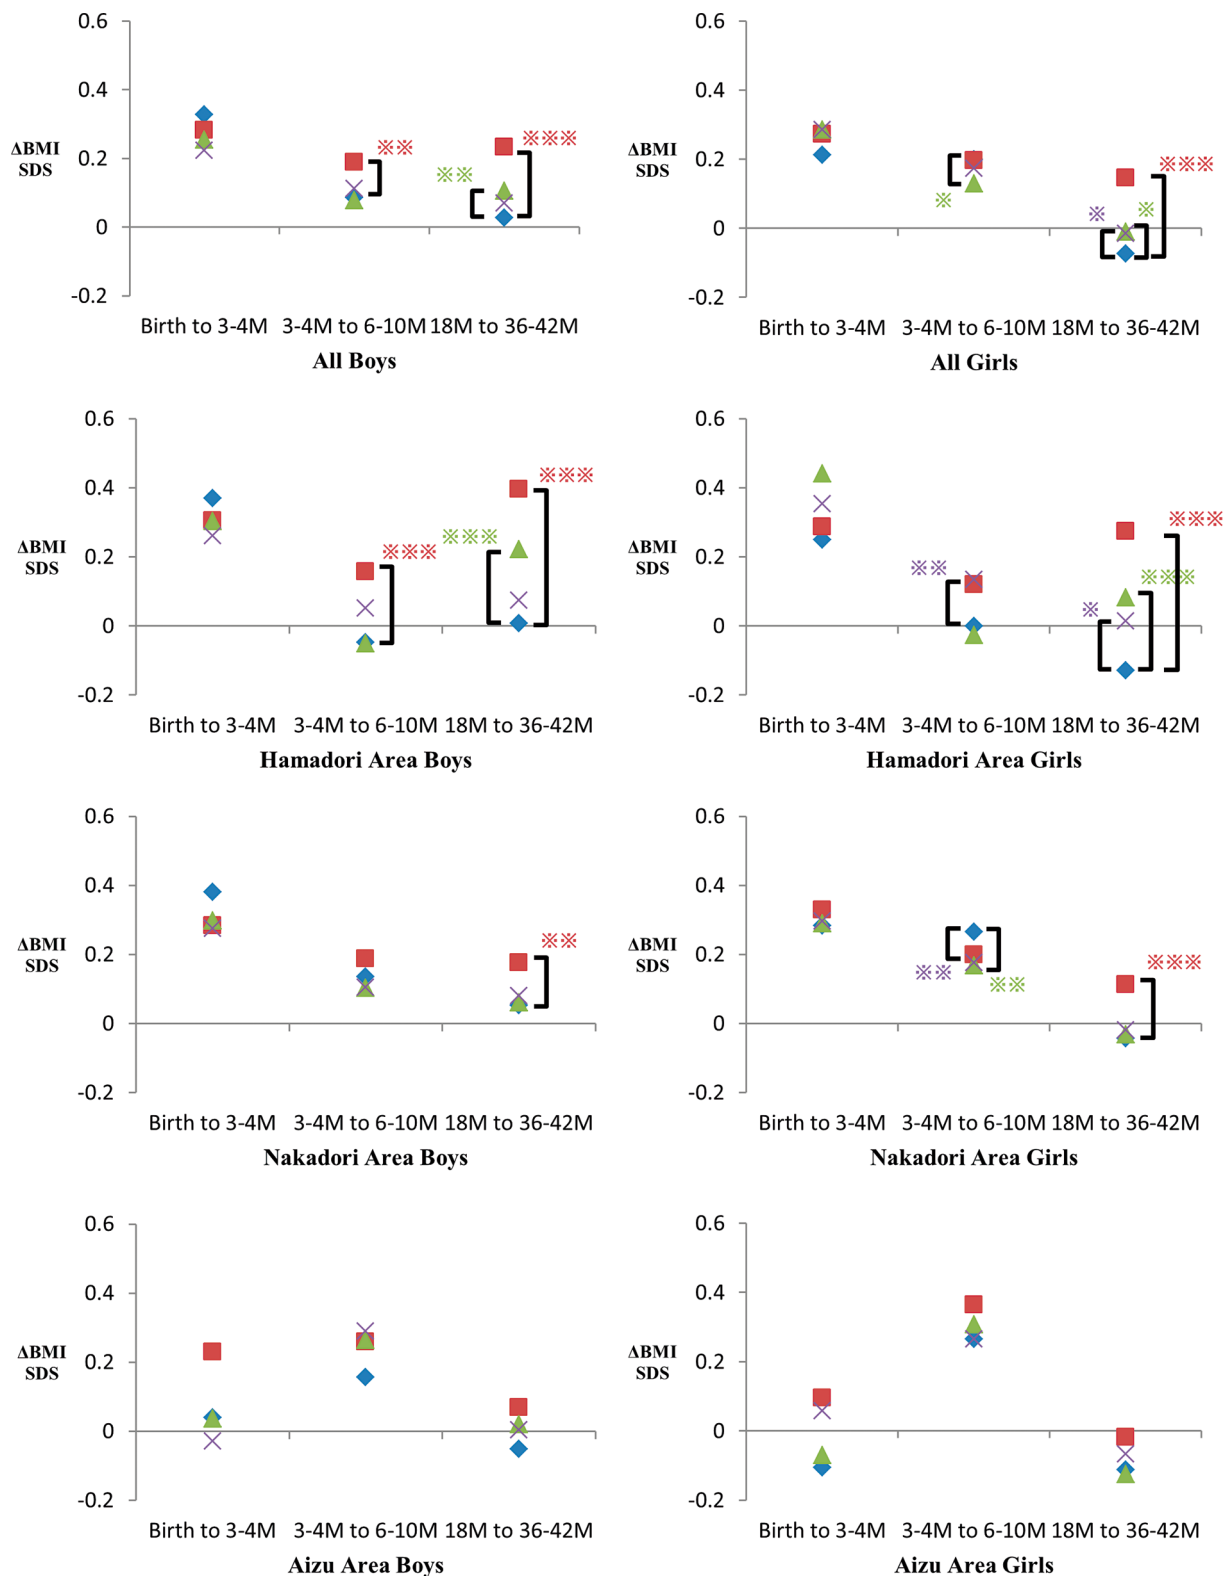 0.6
0.4
ΔBMI
SDS
0.2
0
-0.2
※※
※※
※※※
Birth to 3-4M 3-4M to 6-10M 18M to 36-42M
All Boys
0.6
0.4
ΔBMI
SDS
0.2
0
-0.2
※
※
※
※※※
Birth to 3-4M 3-4M to 6-10M 18M to 36-42M
All Girls
0.6
0.4
ΔBMI
SDS
0.2
0
-0.2
※※※
※※※
※※※
Birth to 3-4M 3-4M to 6-10M 18M to 36-42M
Hamadori Area Boys
0.6
0.4
ΔBMI
SDS
0.2
0
-0.2
※※
※
※※※
※※※
Birth to 3-4M 3-4M to 6-10M 18M to 36-42M
Hamadori Area Girls
0.6
0.4
ΔBMI
SDS
0.2
0
-0.2
※※
Birth to 3-4M 3-4M to 6-10M 18M to 36-42M
Nakadori Area Boys
0.6
0.4
ΔBMI
SDS
0.2
0
-0.2
※※
※※
※※※
Birth to 3-4M 3-4M to 6-10M 18M to 36-42M
Nakadori Area Girls
0.6
0.4
ΔBMI
SDS
0.2
0
-0.2
Birth to 3-4M 3-4M to 6-10M 18M to 36-42M
Aizu Area Boys
0.6
0.4
ΔBMI
SDS
0.2
0
-0.2
Birth to 3-4M 3-4M to 6-10M 18M to 36-42M
Aizu Area Girls